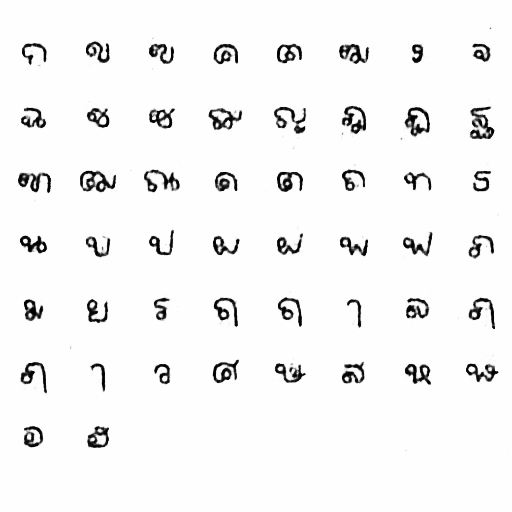 ก ข ฃ ค ฅ ฆ ง จ
ฉ ช ซ ฌ ญ ฎ ฏ ฐ
ฑ ฒ ณ ด ต ถ ท ธ
น บ ป ผ ฝ พ ฟ ภ
ม ย ร ฤ ฤ ๅ ล ฦ
ฦ ๅ ว ศ ษ ส ห ฬ
อ ฮ